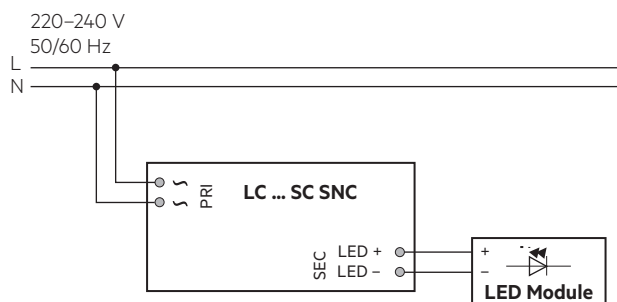 220–240 V
50/60 Hz
L
N
~ PRI LC ... SC SNC
~
SEC LED + +
LED – –
LED Module